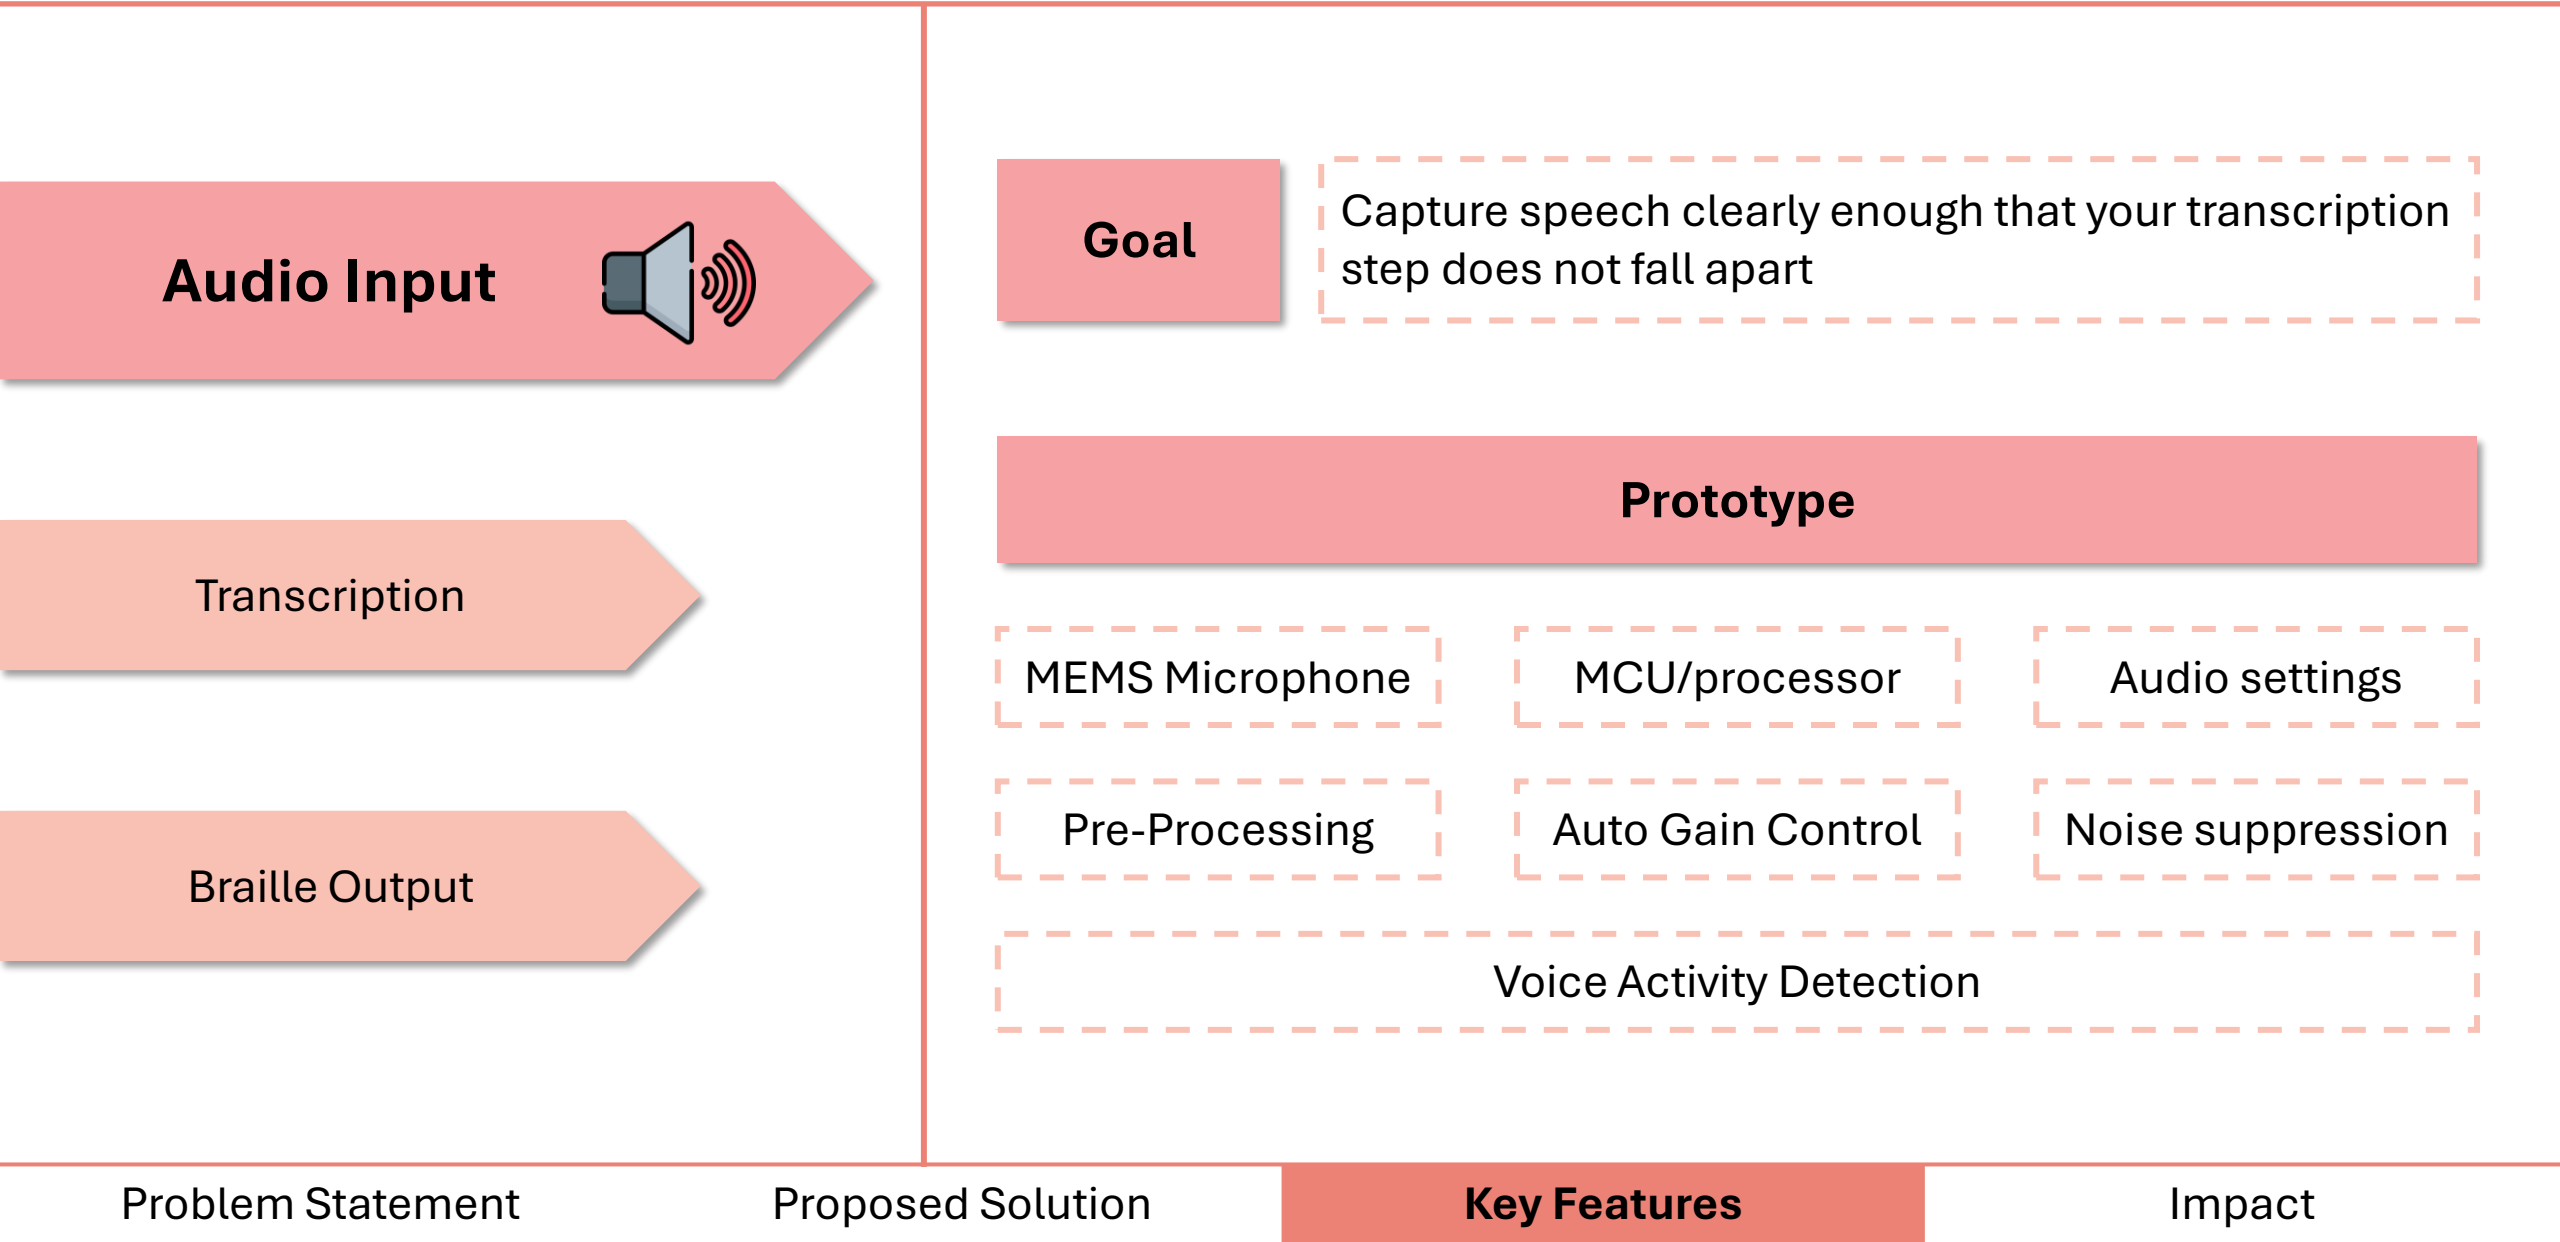 Audio Input
Transcription
Braille Output
Goal
Capture speech clearly enough that your transcription
step does not fall apart
Prototype
MEMS Microphone
MCU/processor
Audio settings
Pre-Processing
Auto Gain Control
Noise suppression
Voice Activity Detection
Problem Statement
Proposed Solution
Key Features
Impact